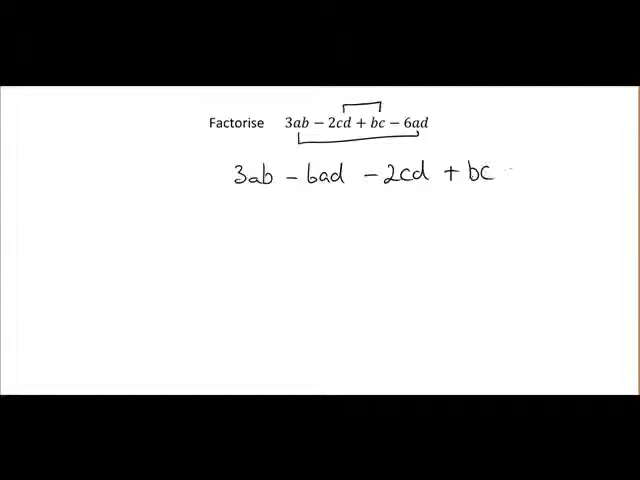 Factorise 3ab − 2cd + bc − 6ad
3ab − 6ad − 2cd + bc